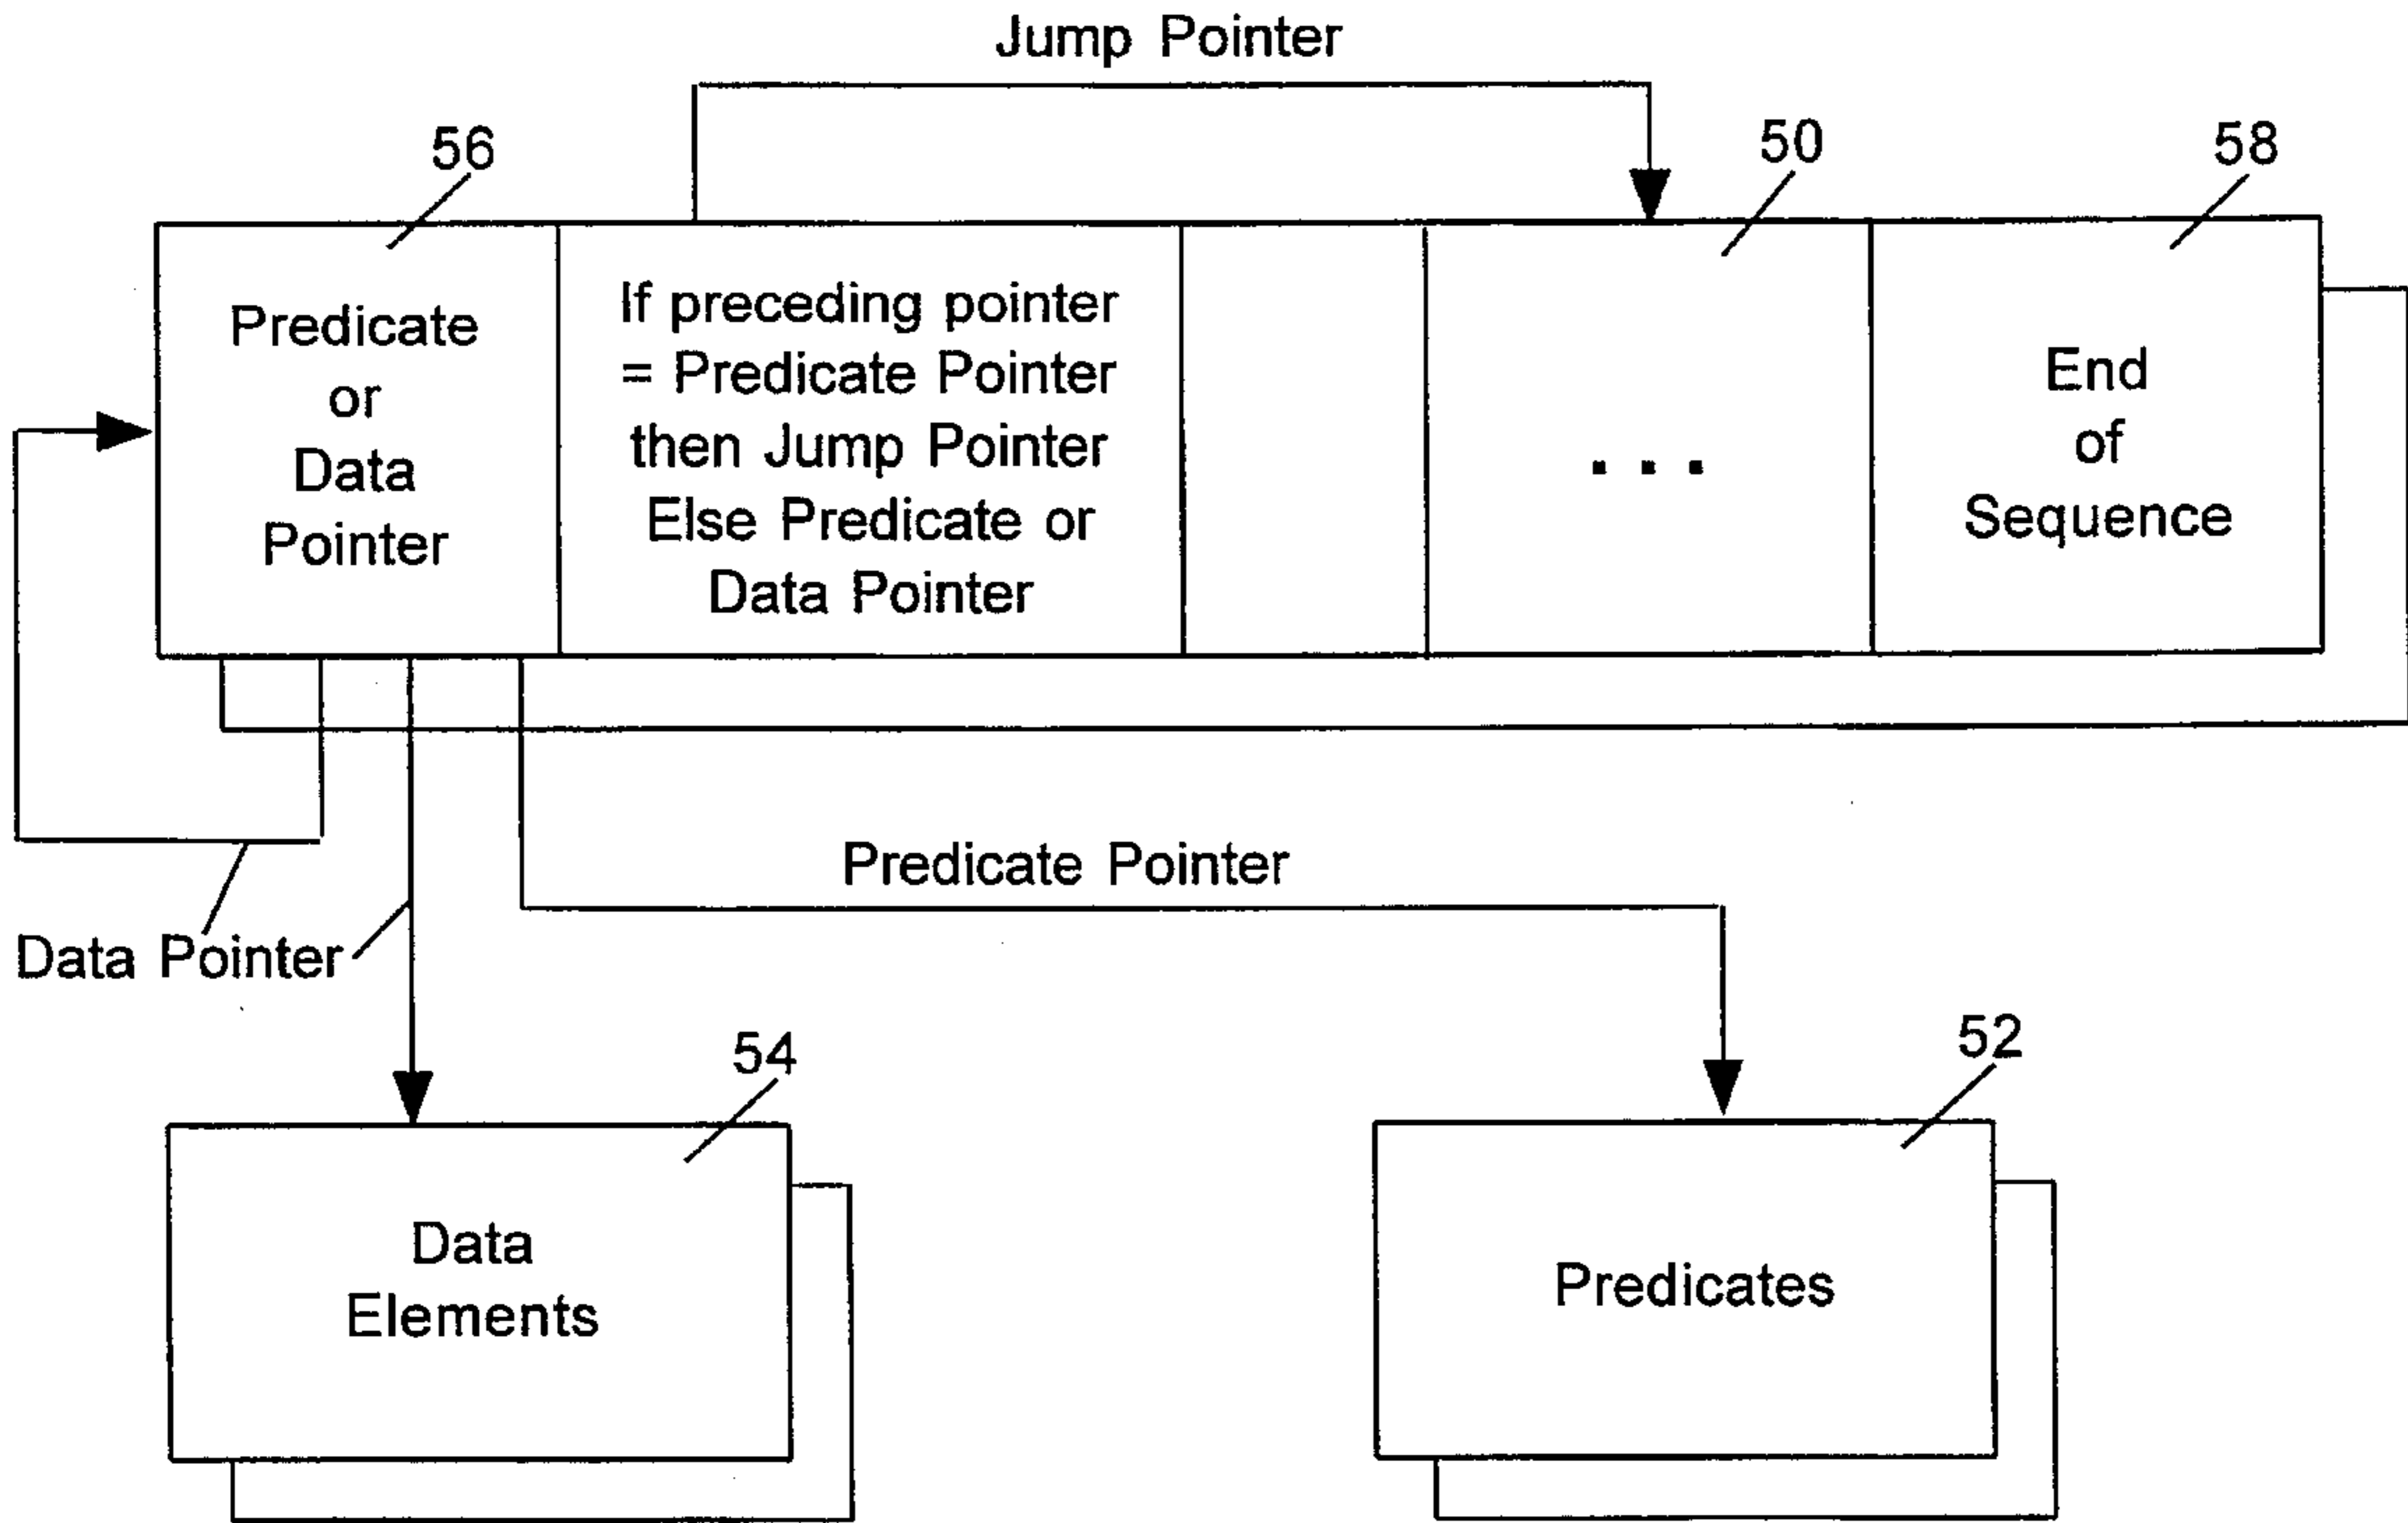 Jump Pointer
56
50
58
Predicate
or
Data
Pointer
If preceding pointer
= Predicate Pointer
then Jump Pointer
Else Predicate or
Data Pointer
. . .
End
of
Sequence
Predicate Pointer
Data Pointer
54
52
Data
Elements
Predicates